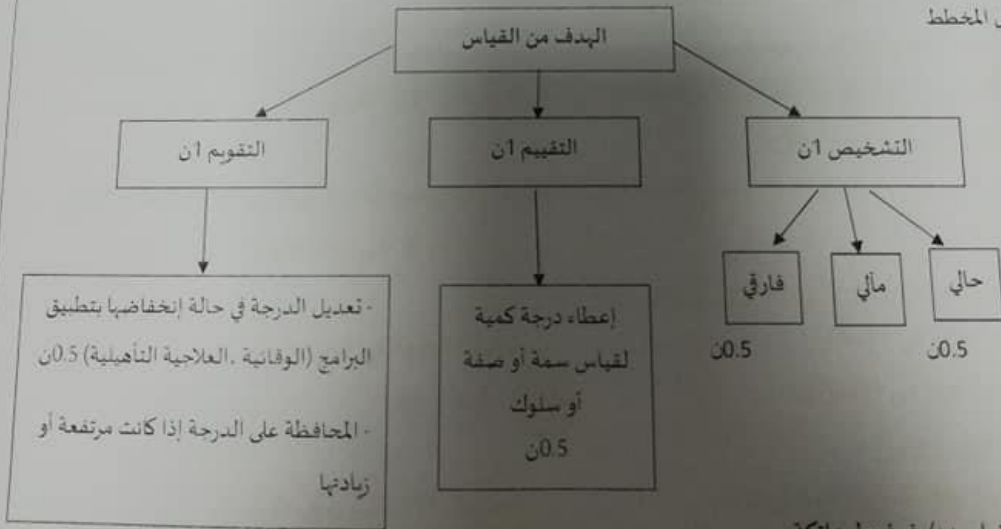 المخطط
الهدف من القياس
التشخيص 1ن
التقييم 1ن
التقويم 1ن
حالي
مآلي
فارقي
0.5ن
0.5ن
إعطاء درجة كمية
لقياس سمة أو صفة
أو سلوك
0.5ن
- تعديل الدرجة في حالة إنخفاضها بتطبيق
البرامج (الوقائية .العلاجية التأهيلية) 0.5ن
- المحافظة على الدرجة إذا كانت مرتفعة أو
زيادتها